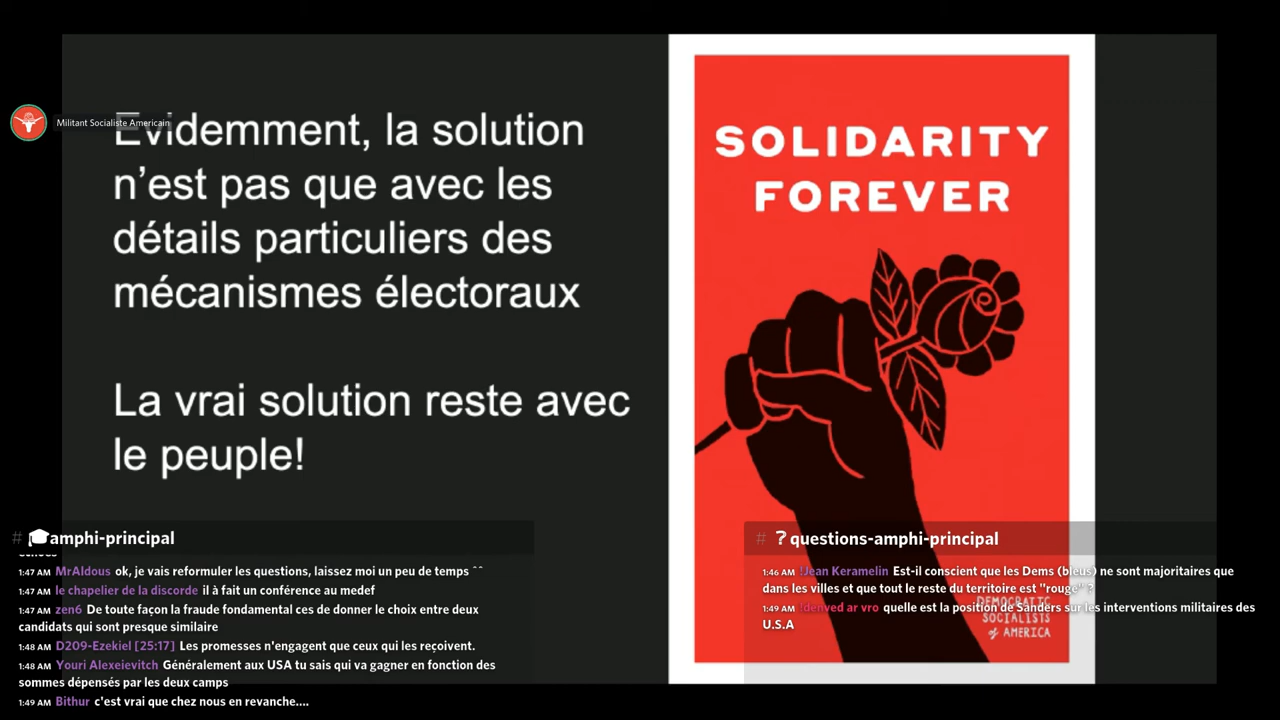 Militant Socialiste Americain
Evidemment, la solution
n'est pas que avec les
détails particuliers des
mécanismes électoraux
La vrai solution reste avec
le peuple!
SOLIDARITY
FOREVER
DEMOCRATIC
SOCIALISTS
of AMERICA
# 🎓amphi-principal
1:47 AM MrAldous ok, je vais reformuler les questions, laissez moi un peu de temps ^^
1:47 AM le chapelier de la discorde il à fait un conférence au medef
1:47 AM zen6 De toute façon la fraude fondamental ces de donner le choix entre deux
candidats qui sont presque similaire
1:48 AM D209-Ezekiel [25:17] Les promesses n'engagent que ceux qui les reçoivent.
1:48 AM Youri Alexeievitch Généralement aux USA tu sais qui va gagner en fonction des
sommes dépensés par les deux camps
1:49 AM Bithur c'est vrai que chez nous en revanche....
# ❔questions-amphi-principal
1:46 AM !Jean Keramelin Est-il conscient que les Dems (bleus) ne sont majoritaires que
dans les villes et que tout le reste du territoire est "rouge" ?
1:49 AM !denved ar vro quelle est la position de Sanders sur les interventions militaires des
U.S.A